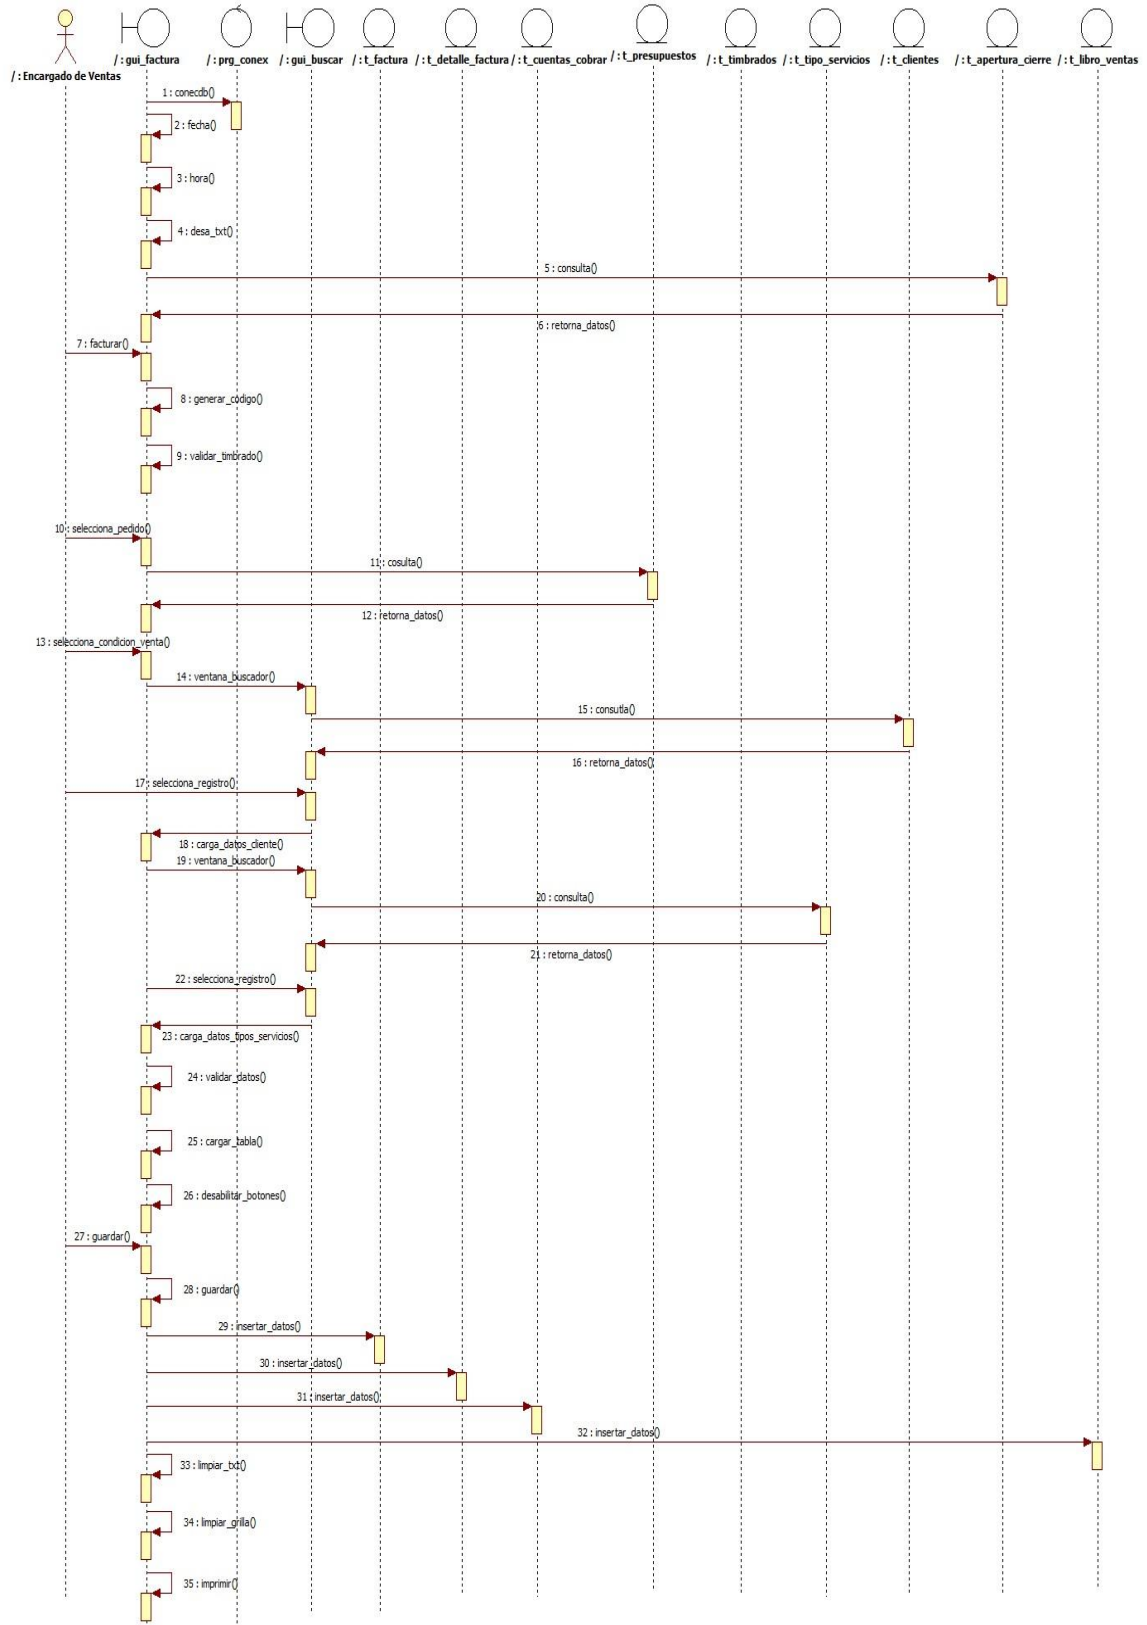 / : Encargado de Ventas
/ : gui_factura
/ : prg_conex
/ : gui_buscar
/ : t_factura
/ : t_detalle_factura
/ : t_cuentas_cobrar
/ : t_presupuestos
/ : t_timbrados
/ : t_tipo_servicios
/ : t_clientes
/ : t_apertura_cierre
/ : t_libro_ventas
1 : conecdb()
2 : fecha()
3 : hora()
4 : desa_txt()
5 : consulta()
6 : retorna_datos()
7 : facturar()
8 : generar_codigo()
9 : validar_timbrado()
10 : selecciona_pedido()
11 : cosulta()
12 : retorna_datos()
13 : selecciona_condicion_venta()
14 : ventana_buscador()
15 : consutla()
16 : retorna_datos()
17 : selecciona_registro()
18 : carga_datos_cliente()
19 : ventana_buscador()
20 : consulta()
21 : retorna_datos()
22 : selecciona_registro()
23 : carga_datos_tipos_servicios()
24 : validar_datos()
25 : cargar_tabla()
26 : desabilitar_botones()
27 : guardar()
28 : guardar()
29 : insertar_datos()
30 : insertar_datos()
31 : insertar_datos()
32 : insertar_datos()
33 : limpiar_txt()
34 : limpiar_grilla()
35 : imprimir()